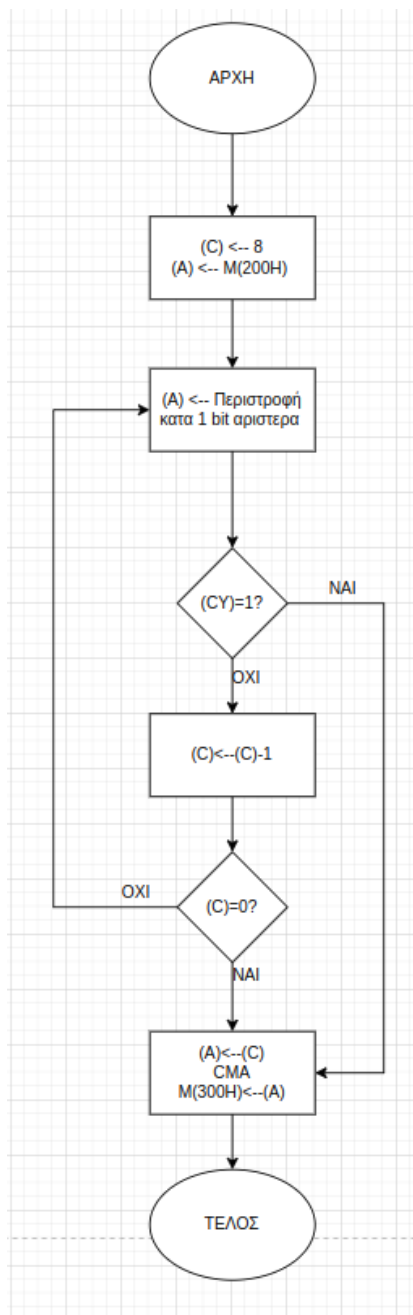 ΑΡΧΗ
(C) <-- 8
(A) <-- M(200H)
(A) <-- Περιστροφή
κατα 1 bit αριστερα
(CY)=1?
ΝΑΙ
ΟΧΙ
(C)<--(C)-1
(C)=0?
ΟΧΙ
ΝΑΙ
(A)<--(C)
CMA
M(300H)<--(A)
ΤΕΛΟΣ